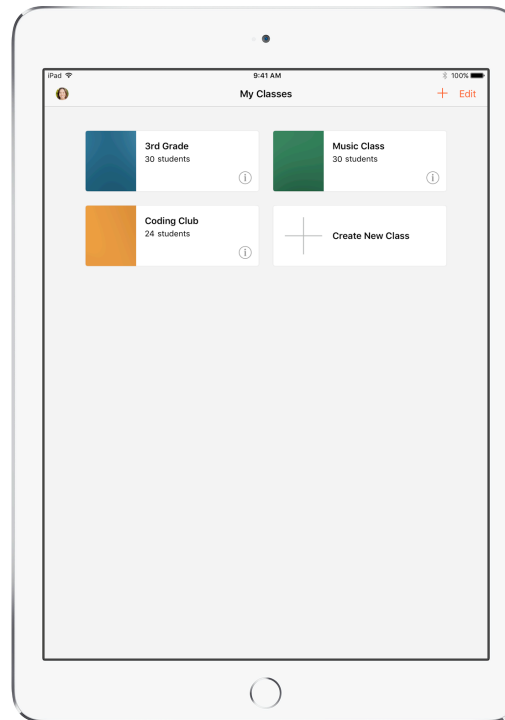 iPad 9:41 AM 100%
My Classes Edit
3rd Grade
30 students
Music Class
30 students
Coding Club
24 students
Create New Class